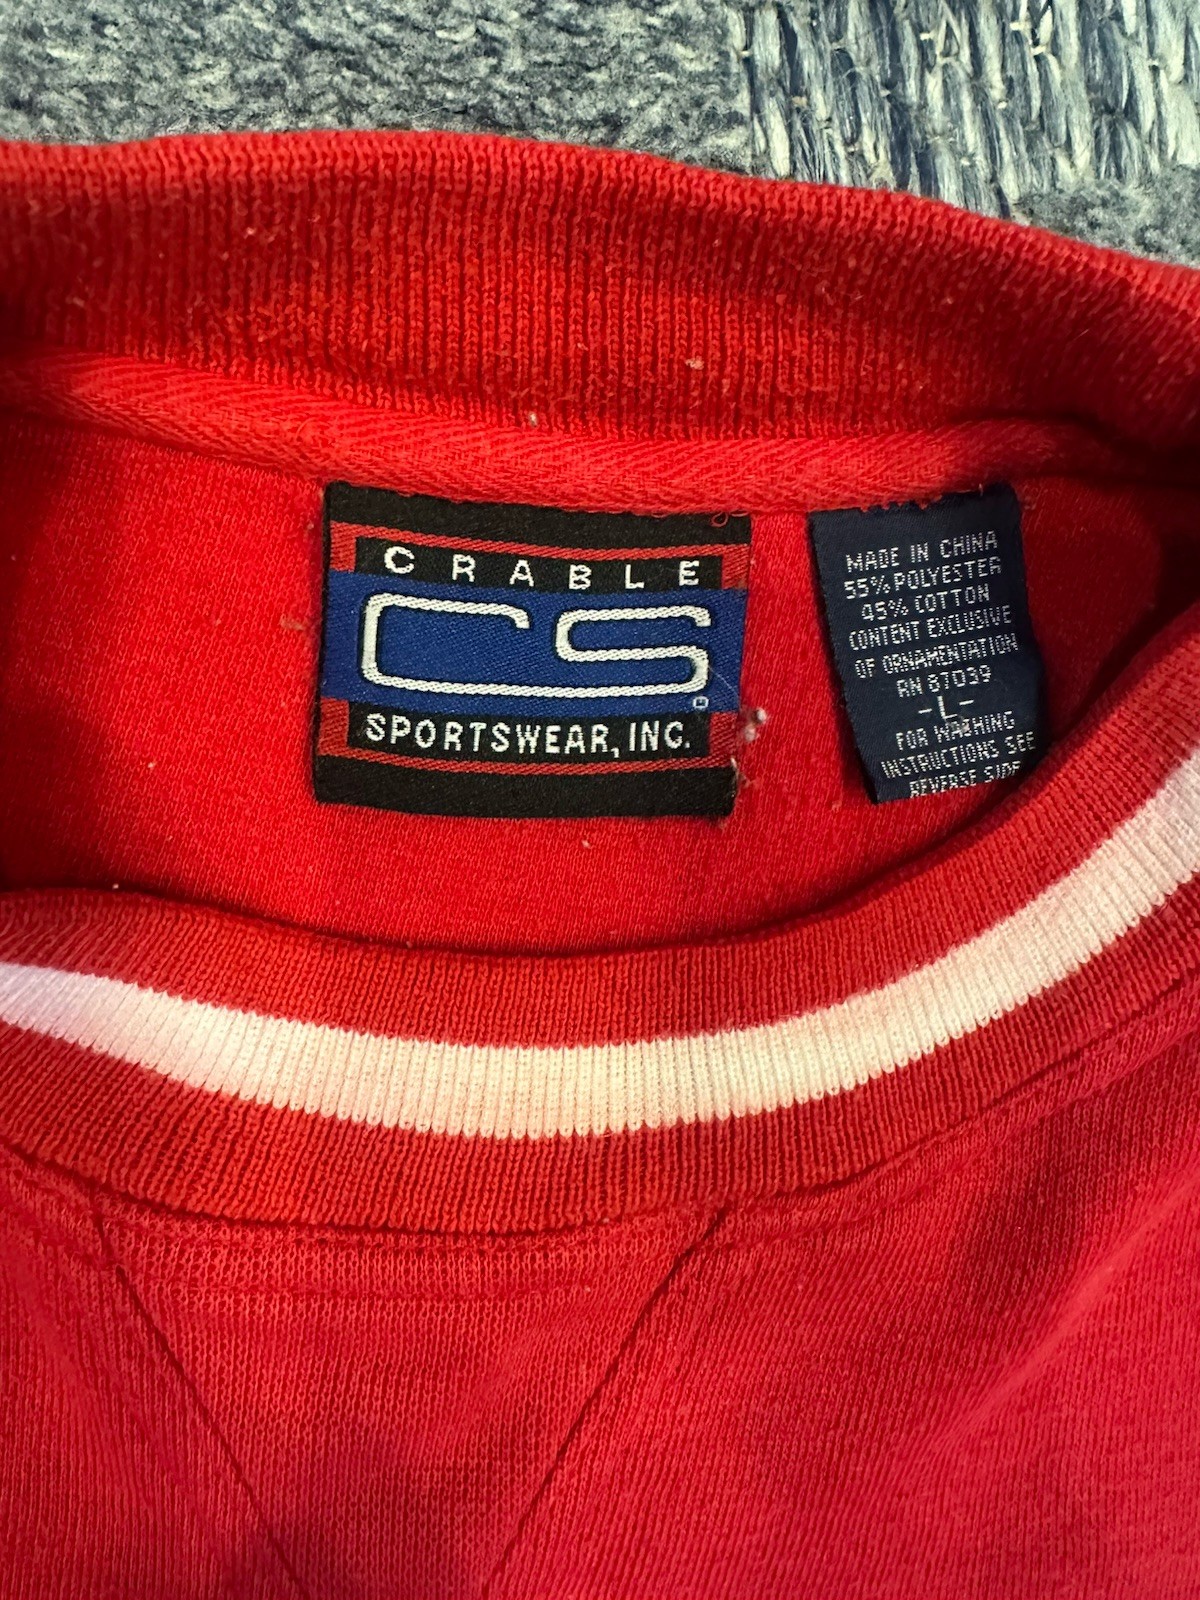 CRABLE
CS
SPORTSWEAR, INC.
MADE IN CHINA
55% POLYESTER
45% COTTON
CONTENT EXCLUSIVE
OF ORNAMENTATION
RN 87039
-L-
FOR WASHING
INSTRUCTIONS SEE
REVERSE SIDE